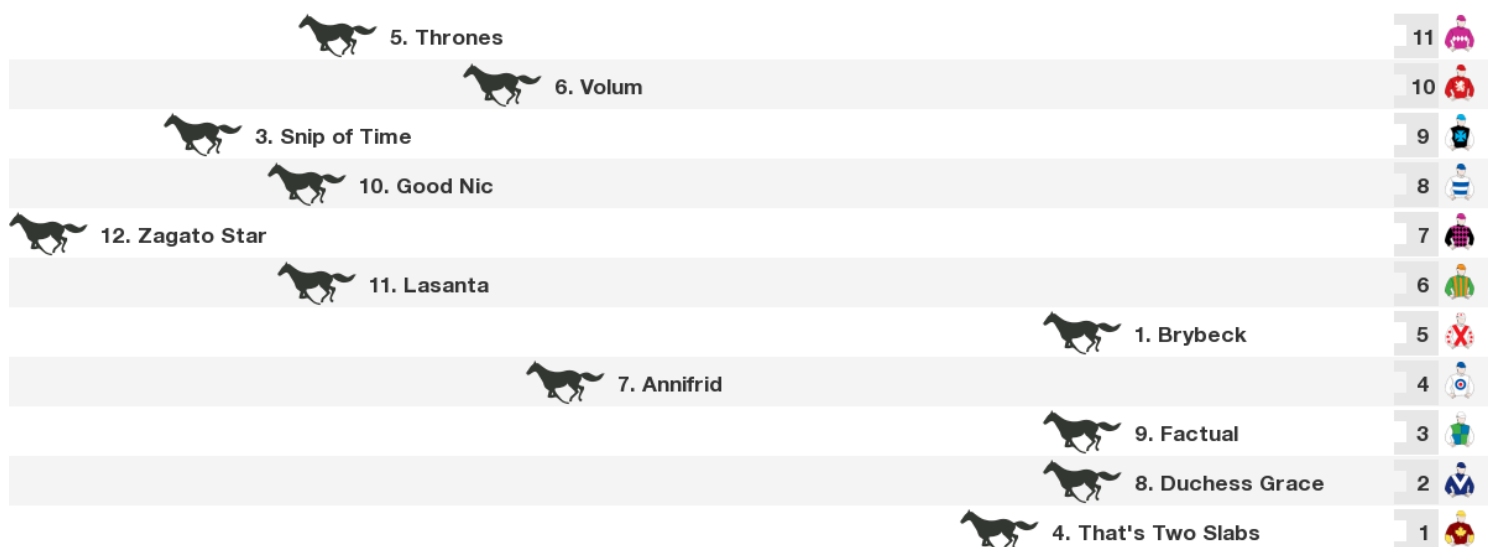 5. Thrones 11
6. Volum 10
3. Snip of Time 9
10. Good Nic 8
12. Zagato Star 7
11. Lasanta 6
1. Brybeck 5
7. Annifrid 4
9. Factual 3
8. Duchess Grace 2
4. That's Two Slabs 1